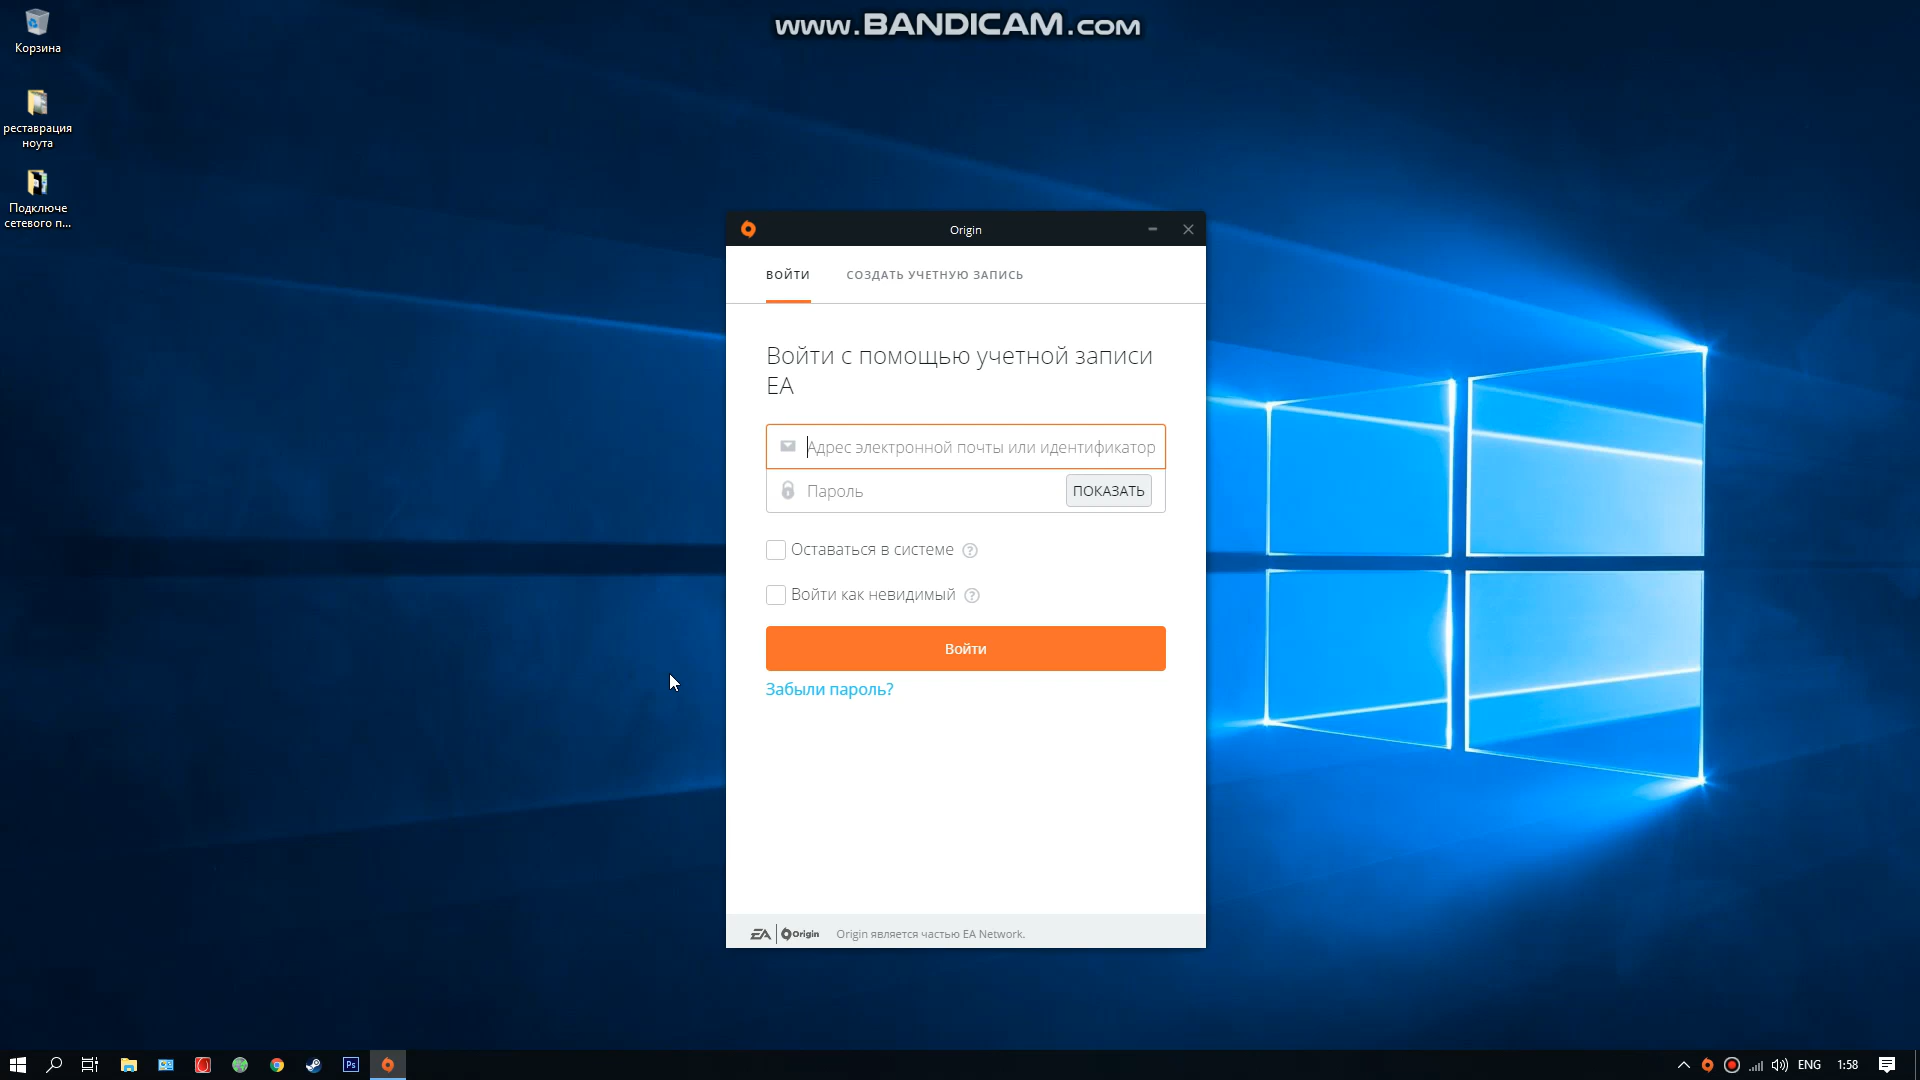 www.BANDICAM.com
Корзина
реставрация
ноута
Подключе
сетевого п...
Origin
ВОЙТИ
СОЗДАТЬ УЧЕТНУЮ ЗАПИСЬ
Войти с помощью учетной записи
EA
Адрес электронной почты или идентификатор
Пароль
ПОКАЗАТЬ
Оставаться в системе ?
Войти как невидимый ?
Войти
Забыли пароль?
EA Origin Origin является частью EA Network.
Ps
ENG
1:58